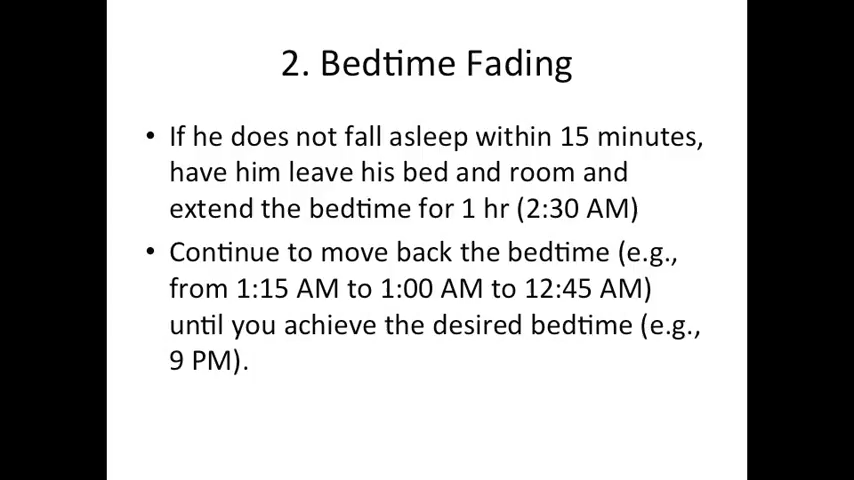 2. Bedtime Fading
• If he does not fall asleep within 15 minutes,
have him leave his bed and room and
extend the bedtime for 1 hr (2:30 AM)
• Continue to move back the bedtime (e.g.,
from 1:15 AM to 1:00 AM to 12:45 AM)
until you achieve the desired bedtime (e.g.,
9 PM).